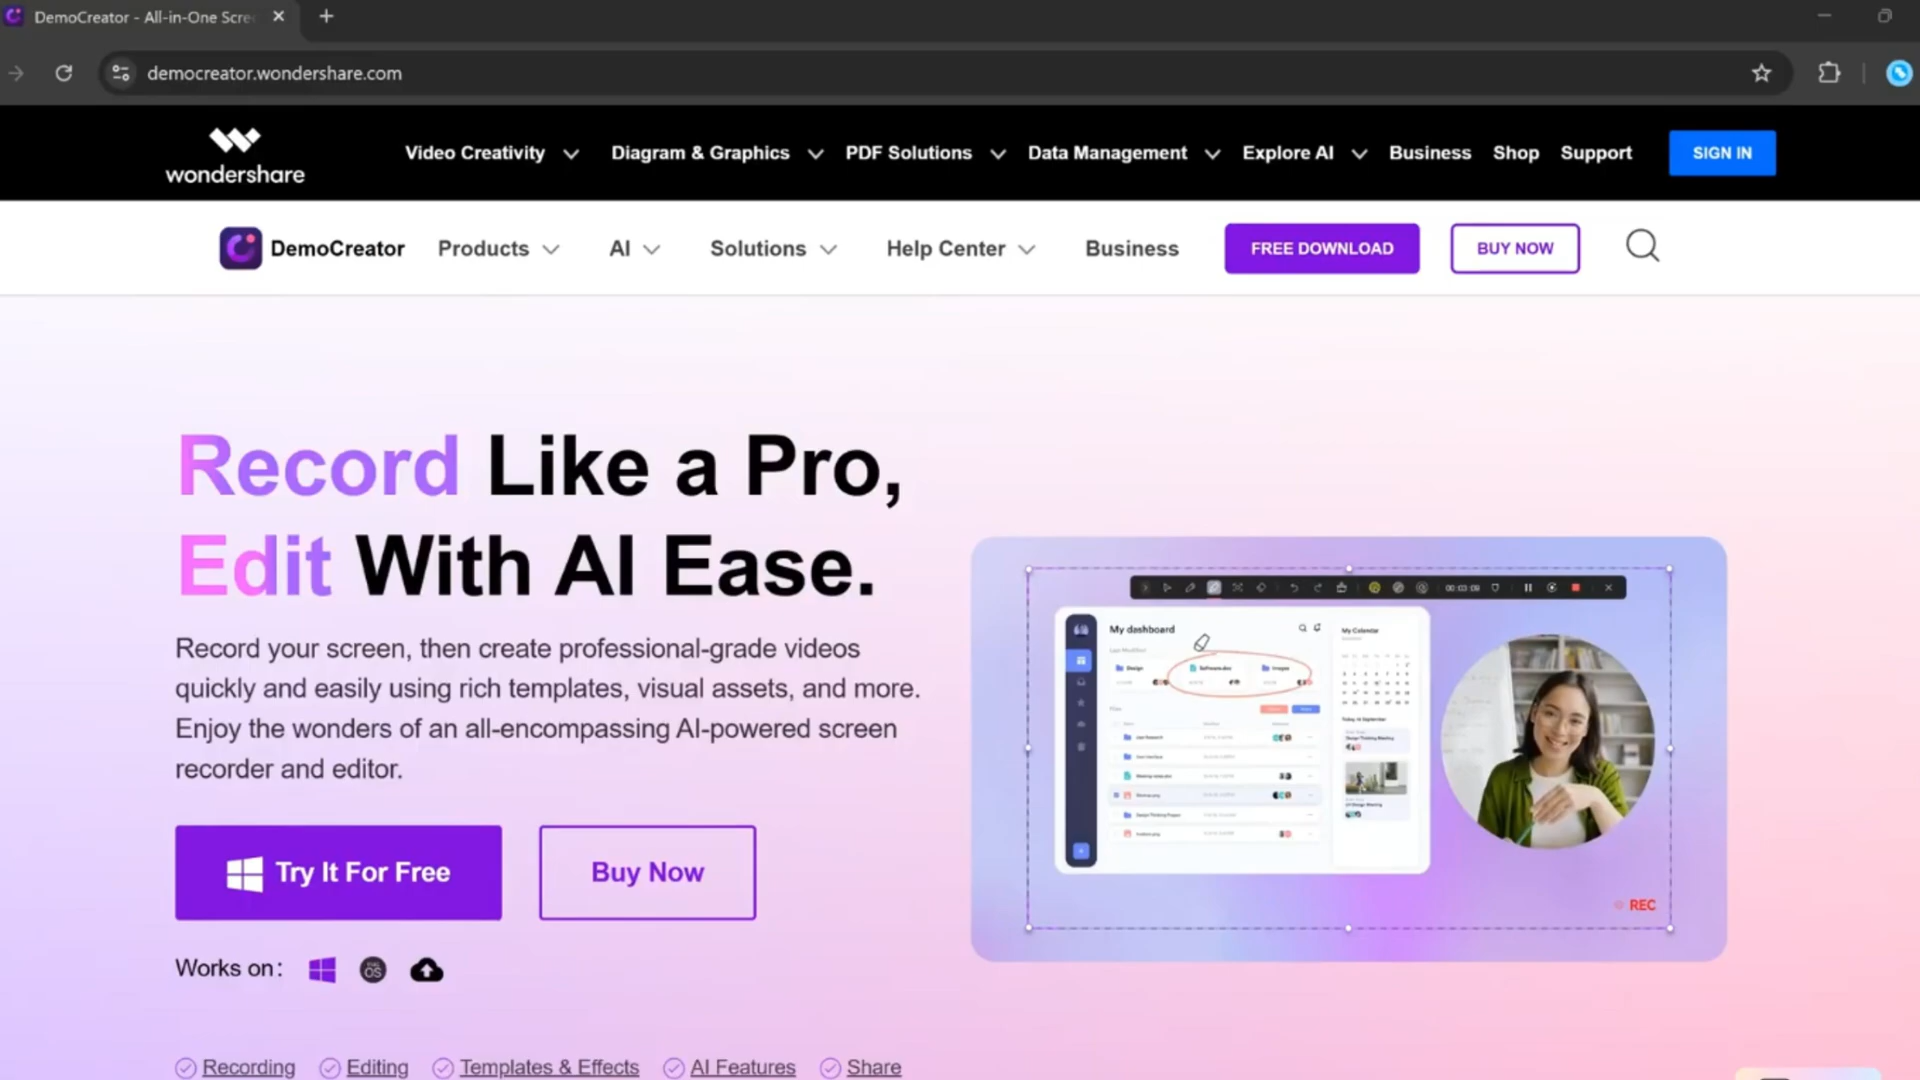 DemoCreator - All-in-One Scre
democreator.wondershare.com
wondershare
Video Creativity
Diagram & Graphics
PDF Solutions
Data Management
Explore AI
Business
Shop
Support
SIGN IN
DemoCreator
Products
AI
Solutions
Help Center
Business
FREE DOWNLOAD
BUY NOW
Record Like a Pro,
Edit With AI Ease.
Record your screen, then create professional-grade videos
quickly and easily using rich templates, visual assets, and more.
Enjoy the wonders of an all-encompassing AI-powered screen
recorder and editor.
Try It For Free
Buy Now
Works on:
Recording
Editing
Templates & Effects
AI Features
Share
My dashboard
My Calendar
Design
REC